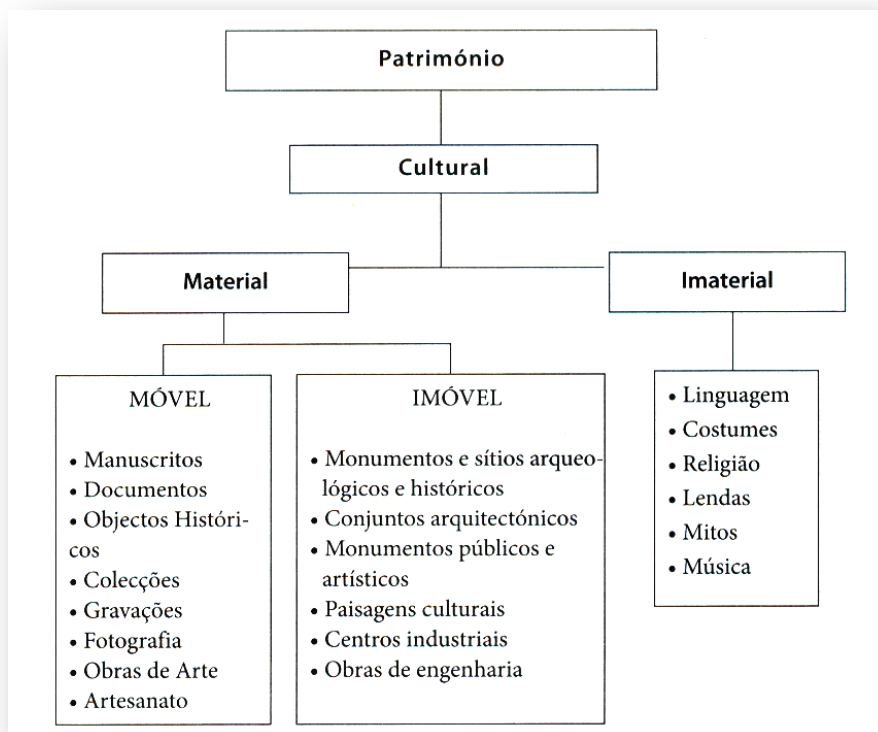 Património
Cultural
Material
Imaterial
MÓVEL
• Manuscritos
• Documentos
• Objectos Históri-
cos
• Colecções
• Gravações
• Fotografia
• Obras de Arte
• Artesanato
IMÓVEL
• Monumentos e sítios arqueo-
lógicos e históricos
• Conjuntos arquitectónicos
• Monumentos públicos e
artísticos
• Paisagens culturais
• Centros industriais
• Obras de engenharia
• Linguagem
• Costumes
• Religião
• Lendas
• Mitos
• Música